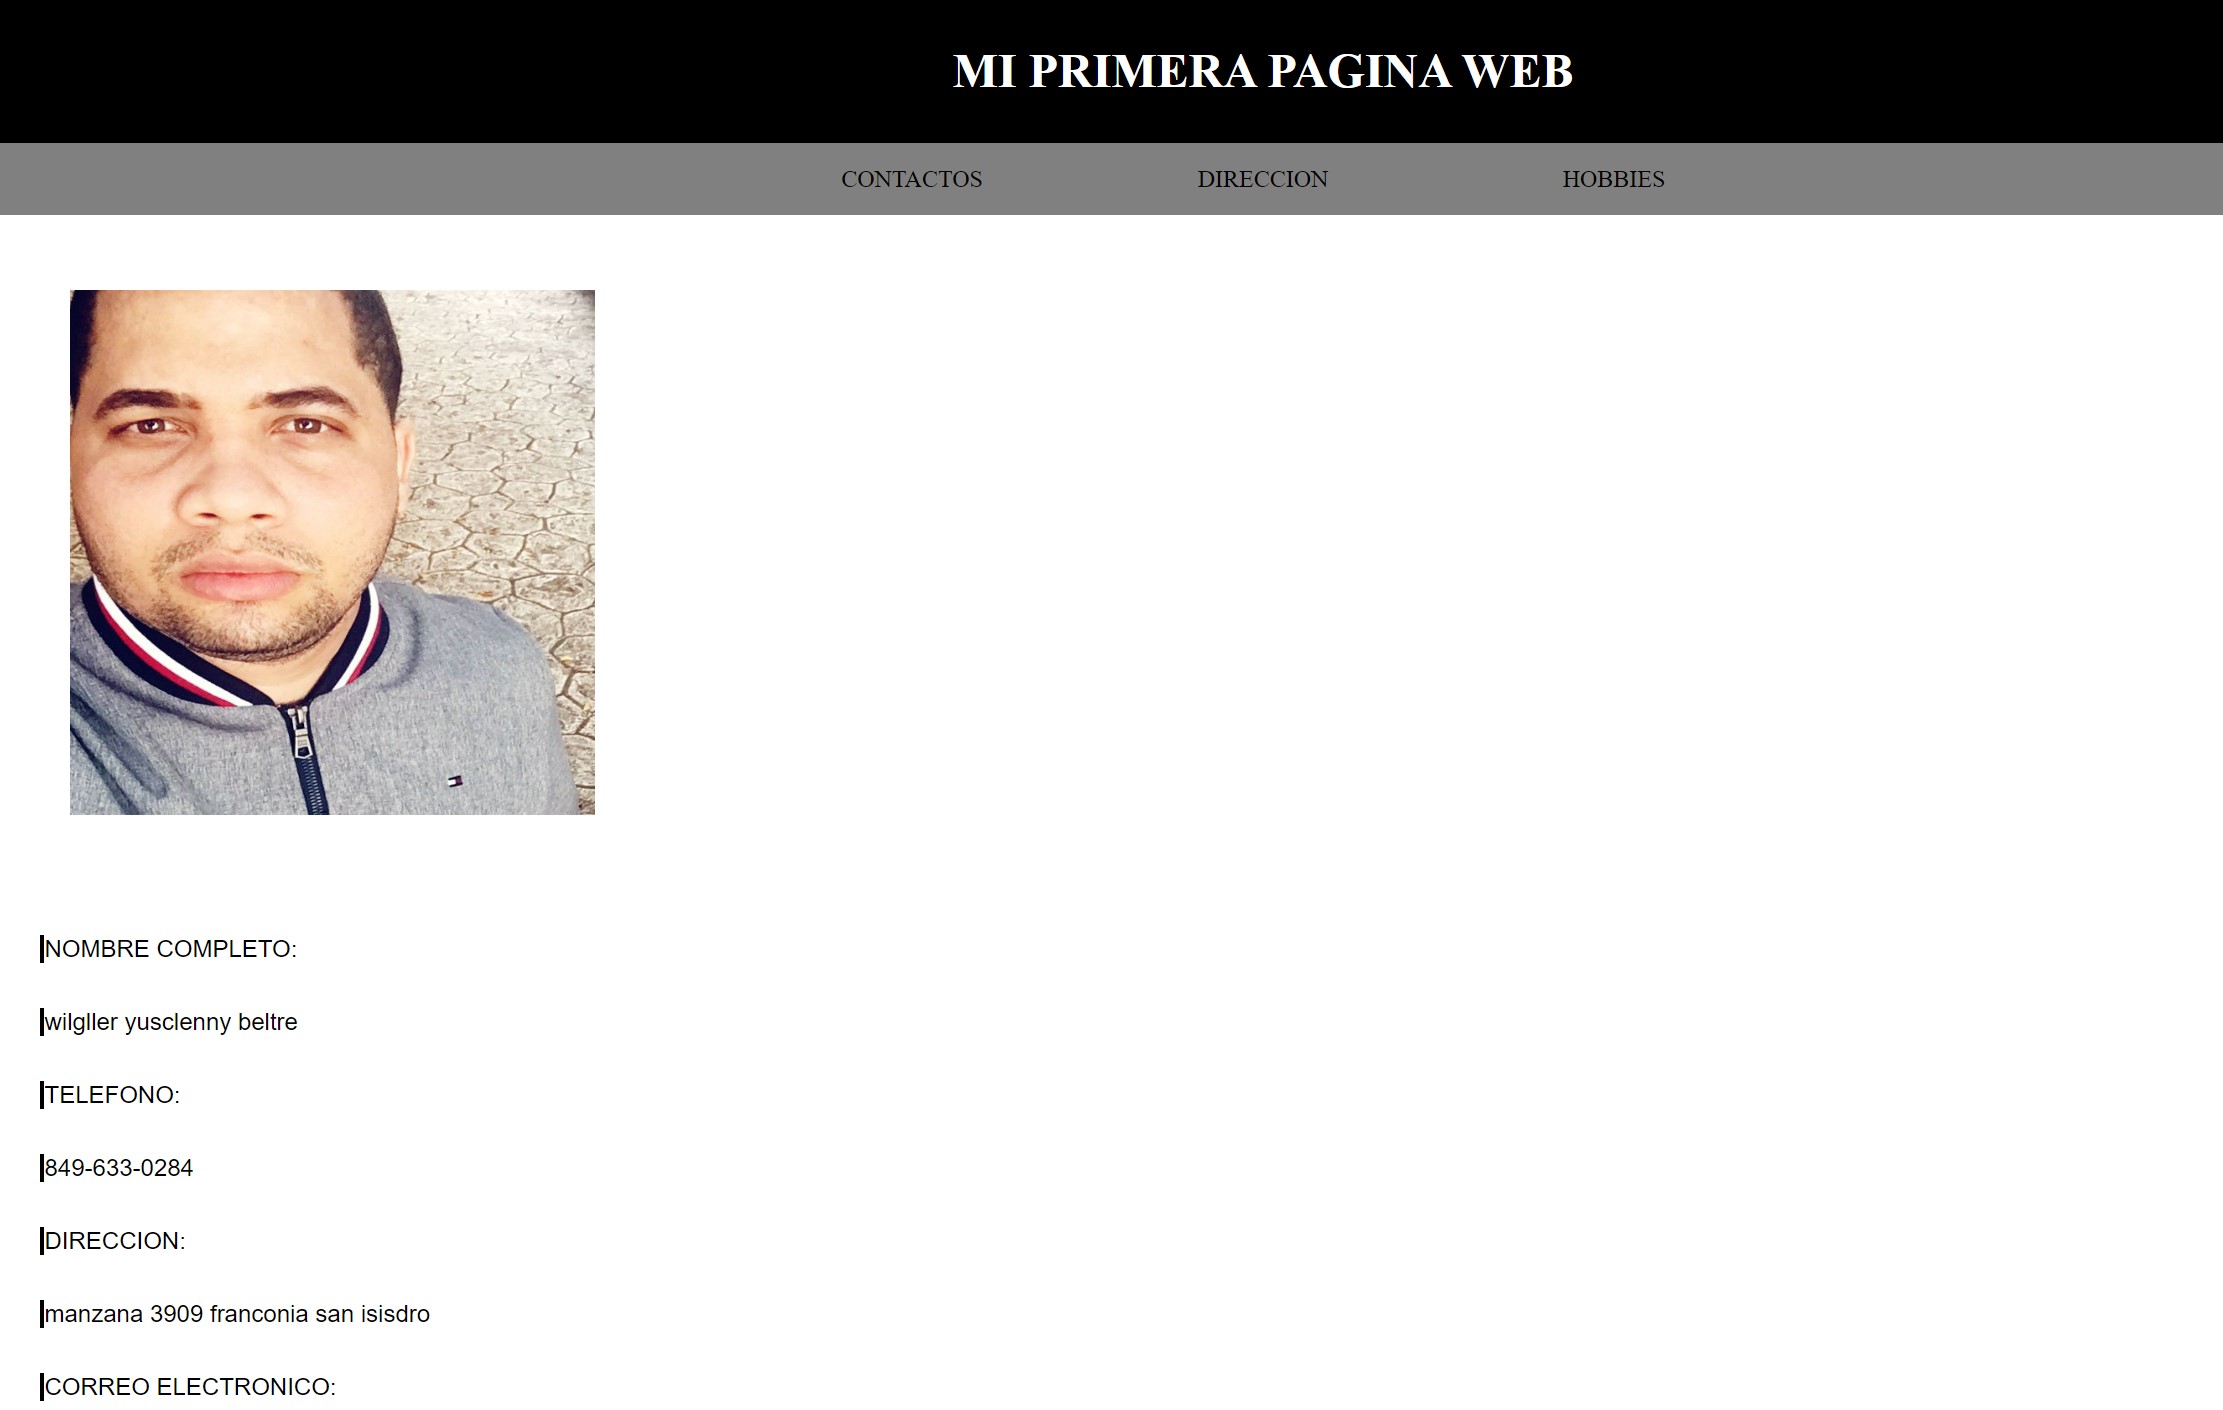 MI PRIMERA PAGINA WEB
CONTACTOS DIRECCION HOBBIES
NOMBRE COMPLETO:
wilgller yusclenny beltre
TELEFONO:
849-633-0284
DIRECCION:
manzana 3909 franconia san isisdro
CORREO ELECTRONICO: